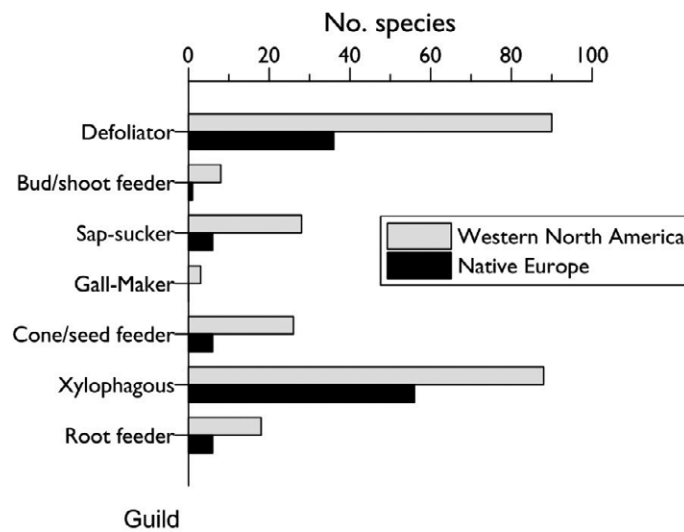 No. species
0 20 40 60 80 100
Defoliator
Bud/shoot feeder
Sap-sucker
Western North America
Native Europe
Gall-Maker
Cone/seed feeder
Xylophagous
Root feeder
Guild